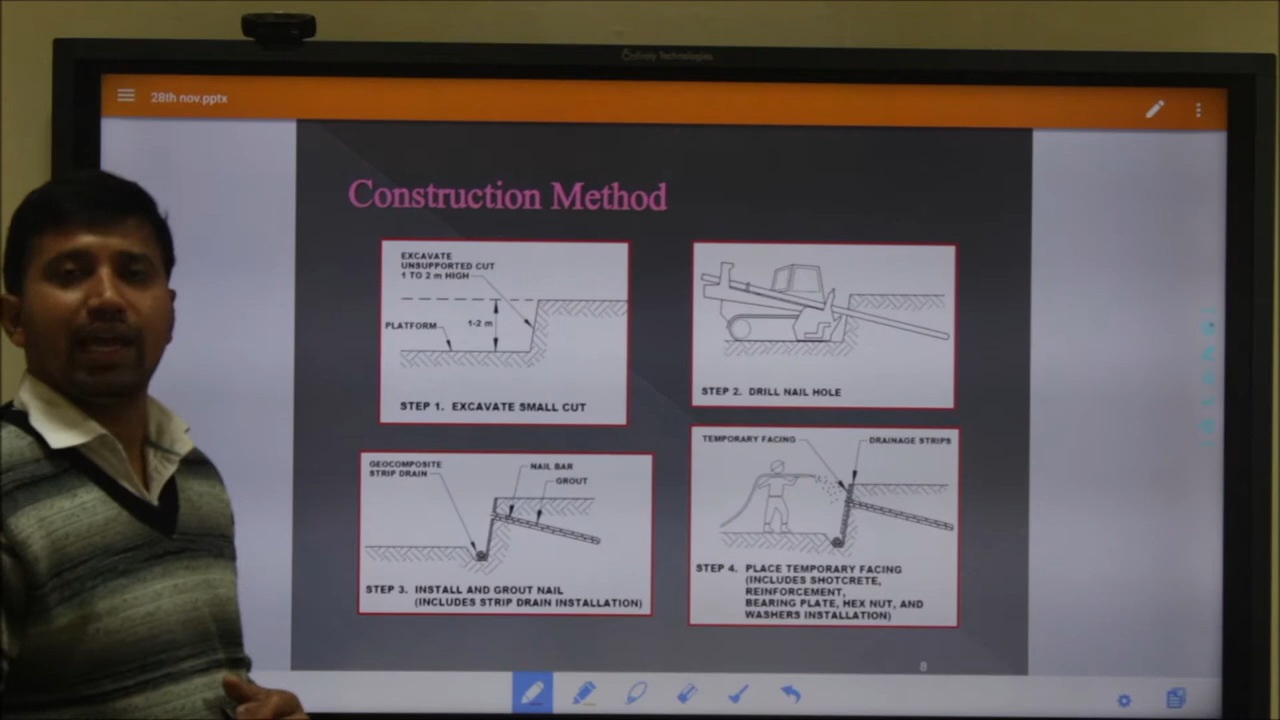 Technologies
28th nov.pptx
Construction Method
EXCAVATE
UNSUPPORTED CUT
1 TO 2 m HIGH
PLATFORM
1-2 m
STEP 1. EXCAVATE SMALL CUT
STEP 2. DRILL NAIL HOLE
GEOCOMPOSITE
STRIP DRAIN
NAIL BAR
GROUT
STEP 3. INSTALL AND GROUT NAIL
(INCLUDES STRIP DRAIN INSTALLATION)
TEMPORARY FACING
DRAINAGE STRIPS
STEP 4. PLACE TEMPORARY FACING
(INCLUDES SHOTCRETE,
REINFORCEMENT,
BEARING PLATE, HEX NUT, AND
WASHERS INSTALLATION)
8